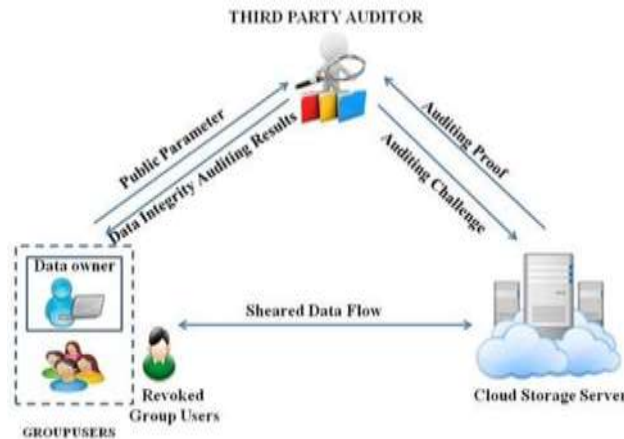 THIRD PARTY AUDITOR
Public Parameter
Data Integrity Auditing Results
Auditing Proof
Auditing Challenge
Data owner
Sheared Data Flow
Revoked
Group Users
Cloud Storage Server
GROUPUSERS